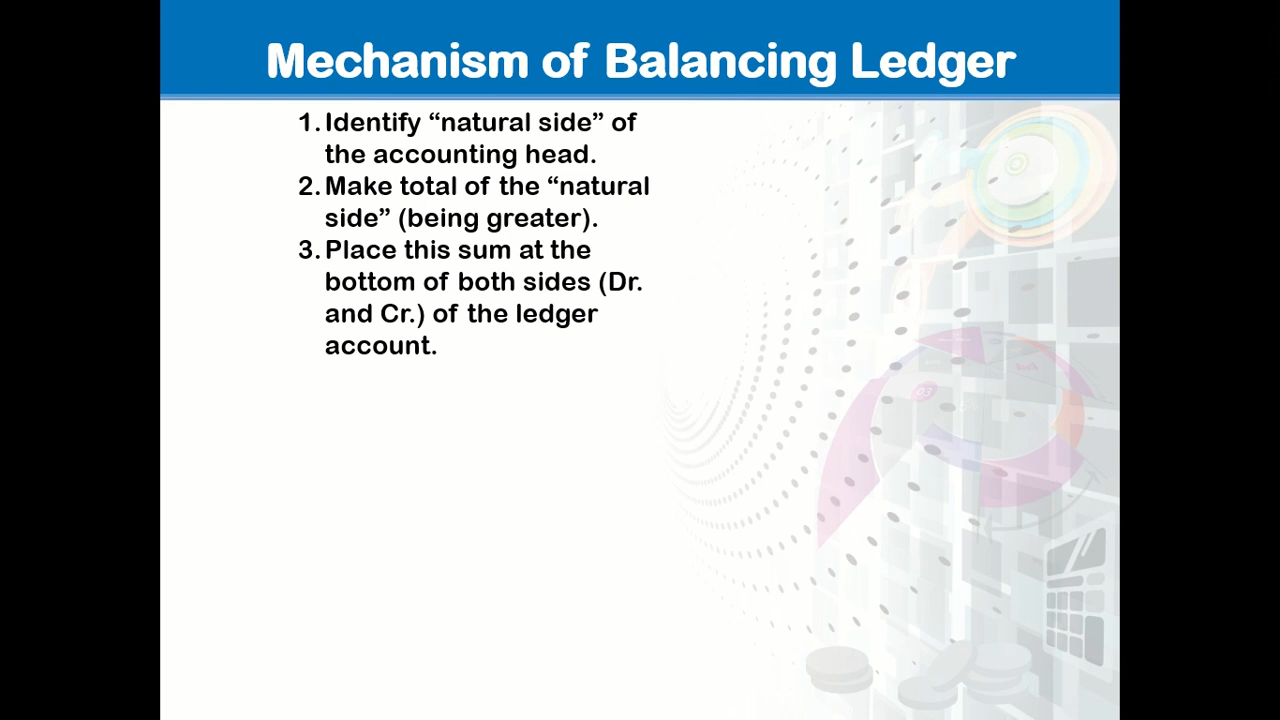 Mechanism of Balancing Ledger
1. Identify “natural side” of
the accounting head.
2. Make total of the “natural
side” (being greater).
3. Place this sum at the
bottom of both sides (Dr.
and Cr.) of the ledger
account.
03